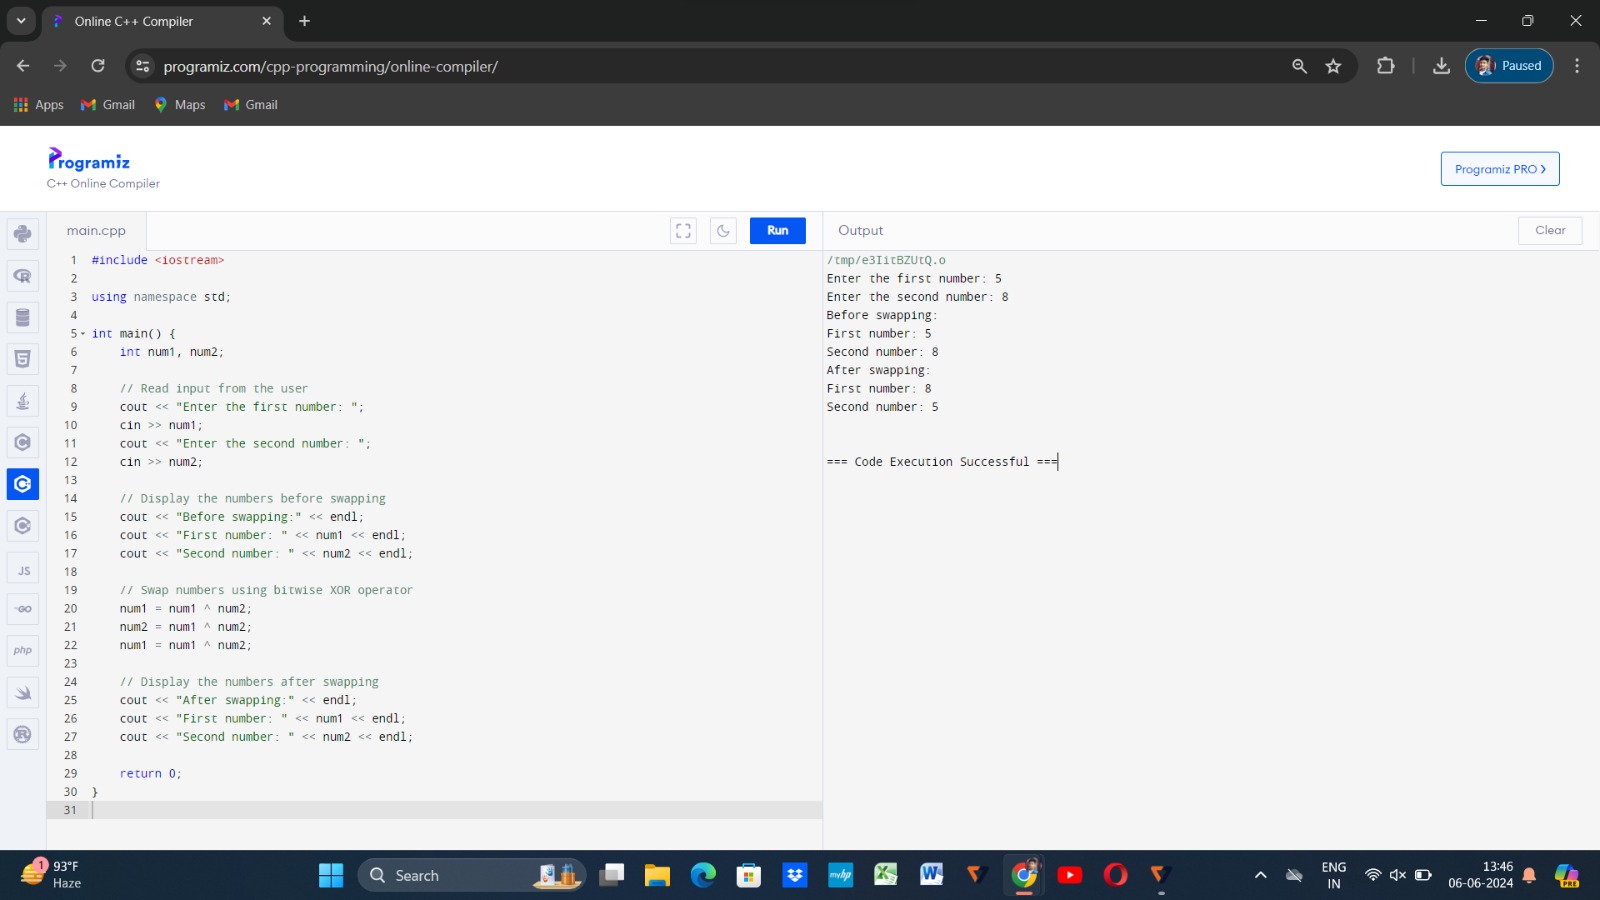 Online C++ Compiler
programiz.com/cpp-programming/online-compiler/
Paused
Apps
Gmail
Maps
Gmail
Programiz
C++ Online Compiler
Programiz PRO
main.cpp
Run
1 #include <iostream>
2
3 using namespace std;
4
5 int main() {
6     int num1, num2;
7
8     // Read input from the user
9     cout << "Enter the first number: ";
10     cin >> num1;
11     cout << "Enter the second number: ";
12     cin >> num2;
13
14     // Display the numbers before swapping
15     cout << "Before swapping:" << endl;
16     cout << "First number: " << num1 << endl;
17     cout << "Second number: " << num2 << endl;
18
19     // Swap numbers using bitwise XOR operator
20     num1 = num1 ^ num2;
21     num2 = num1 ^ num2;
22     num1 = num1 ^ num2;
23
24     // Display the numbers after swapping
25     cout << "After swapping:" << endl;
26     cout << "First number: " << num1 << endl;
27     cout << "Second number: " << num2 << endl;
28
29     return 0;
30 }
31
JS
GO
php
Output
Clear
/tmp/e3IitBZUtQ.o
Enter the first number: 5
Enter the second number: 8
Before swapping:
First number: 5
Second number: 8
After swapping:
First number: 8
Second number: 5
=== Code Execution Successful ===
1
93°F
Haze
Search
myhp
ENG
IN
13:46
06-06-2024
PRE